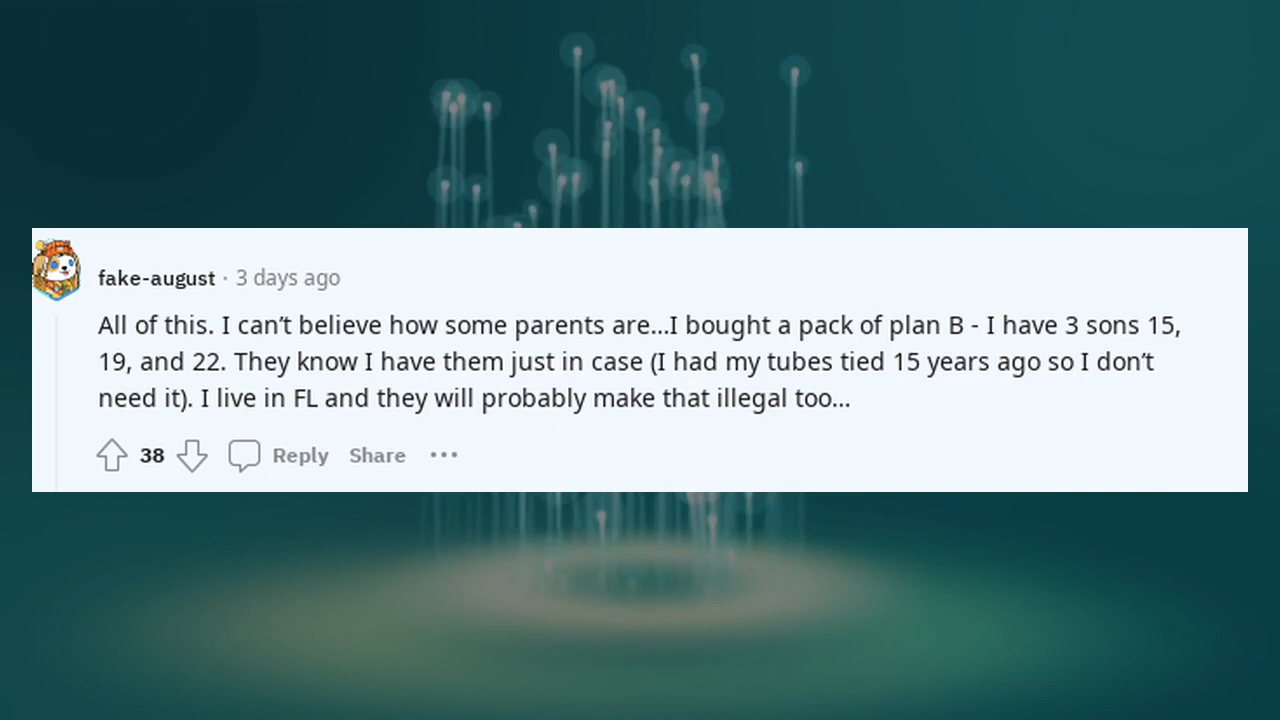 fake-august · 3 days ago
All of this. I can’t believe how some parents are...I bought a pack of plan B - I have 3 sons 15,
19, and 22. They know I have them just in case (I had my tubes tied 15 years ago so I don’t
need it). I live in FL and they will probably make that illegal too...
38 Reply Share ···